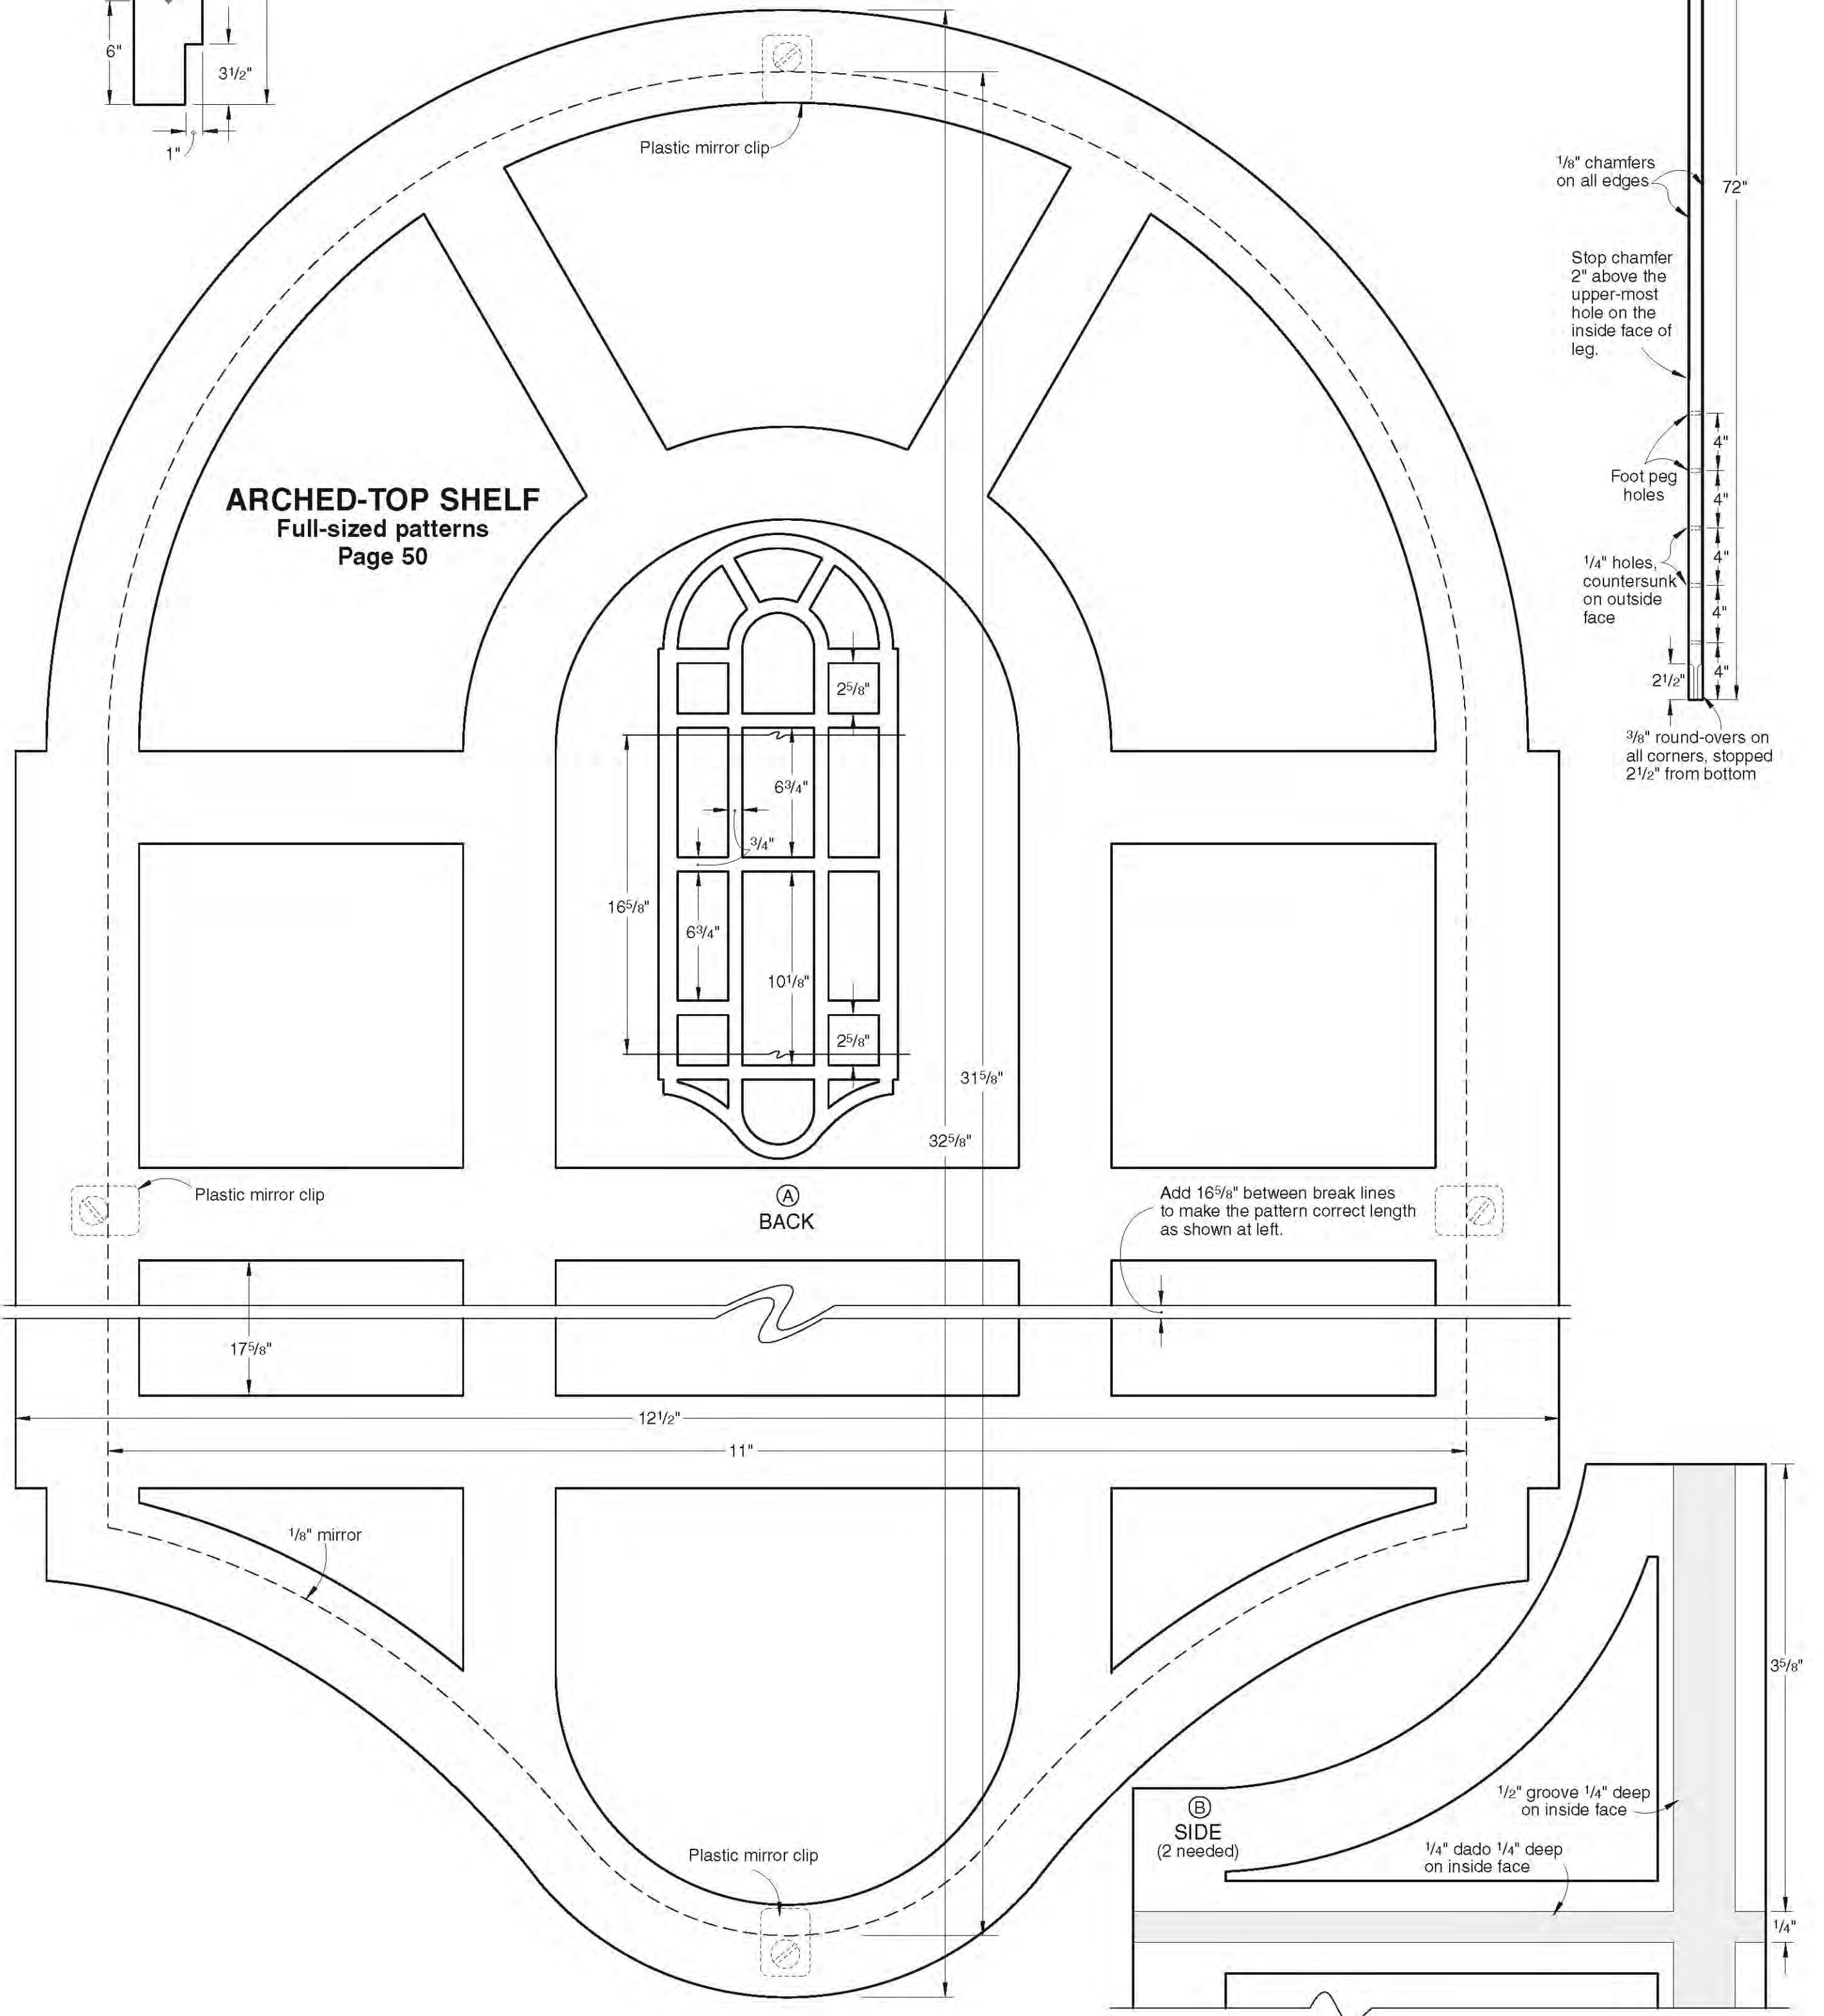 6"
3 1/2"
1"
Plastic mirror clip
1/8" chamfers
on all edges
72"
Stop chamfer
2" above the
upper-most
hole on the
inside face of
leg.
4"
Foot peg
holes
4"
4"
1/4" holes,
countersunk
on outside
face
4"
4"
2 1/2"
3/8" round-overs on
all corners, stopped
2 1/2" from bottom
ARCHED-TOP SHELF
Full-sized patterns
Page 50
2 5/8"
6 3/4"
3/4"
16 5/8"
6 3/4"
10 1/8"
2 5/8"
31 5/8"
32 5/8"
Plastic mirror clip
A
BACK
Add 16 5/8" between break lines
to make the pattern correct length
as shown at left.
17 5/8"
12 1/2"
11"
1/8" mirror
Plastic mirror clip
3 5/8"
B
SIDE
(2 needed)
1/2" groove 1/4" deep
on inside face
1/4" dado 1/4" deep
on inside face
1/4"